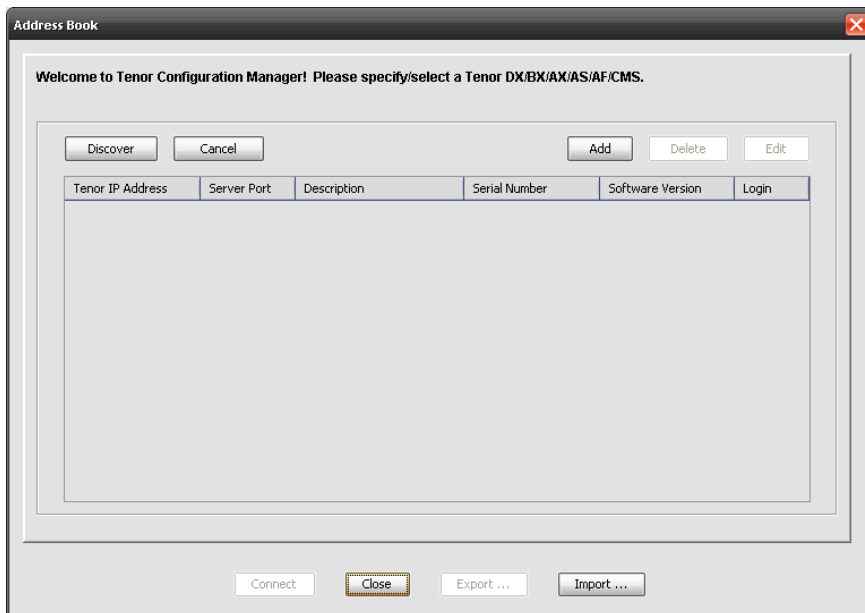 Address Book
Welcome to Tenor Configuration Manager! Please specify/select a Tenor DX/BX/AX/AS/AF/CMS.
Discover Cancel Add Delete Edit
Tenor IP Address Server Port Description Serial Number Software Version Login
Connect Close Export ... Import ...